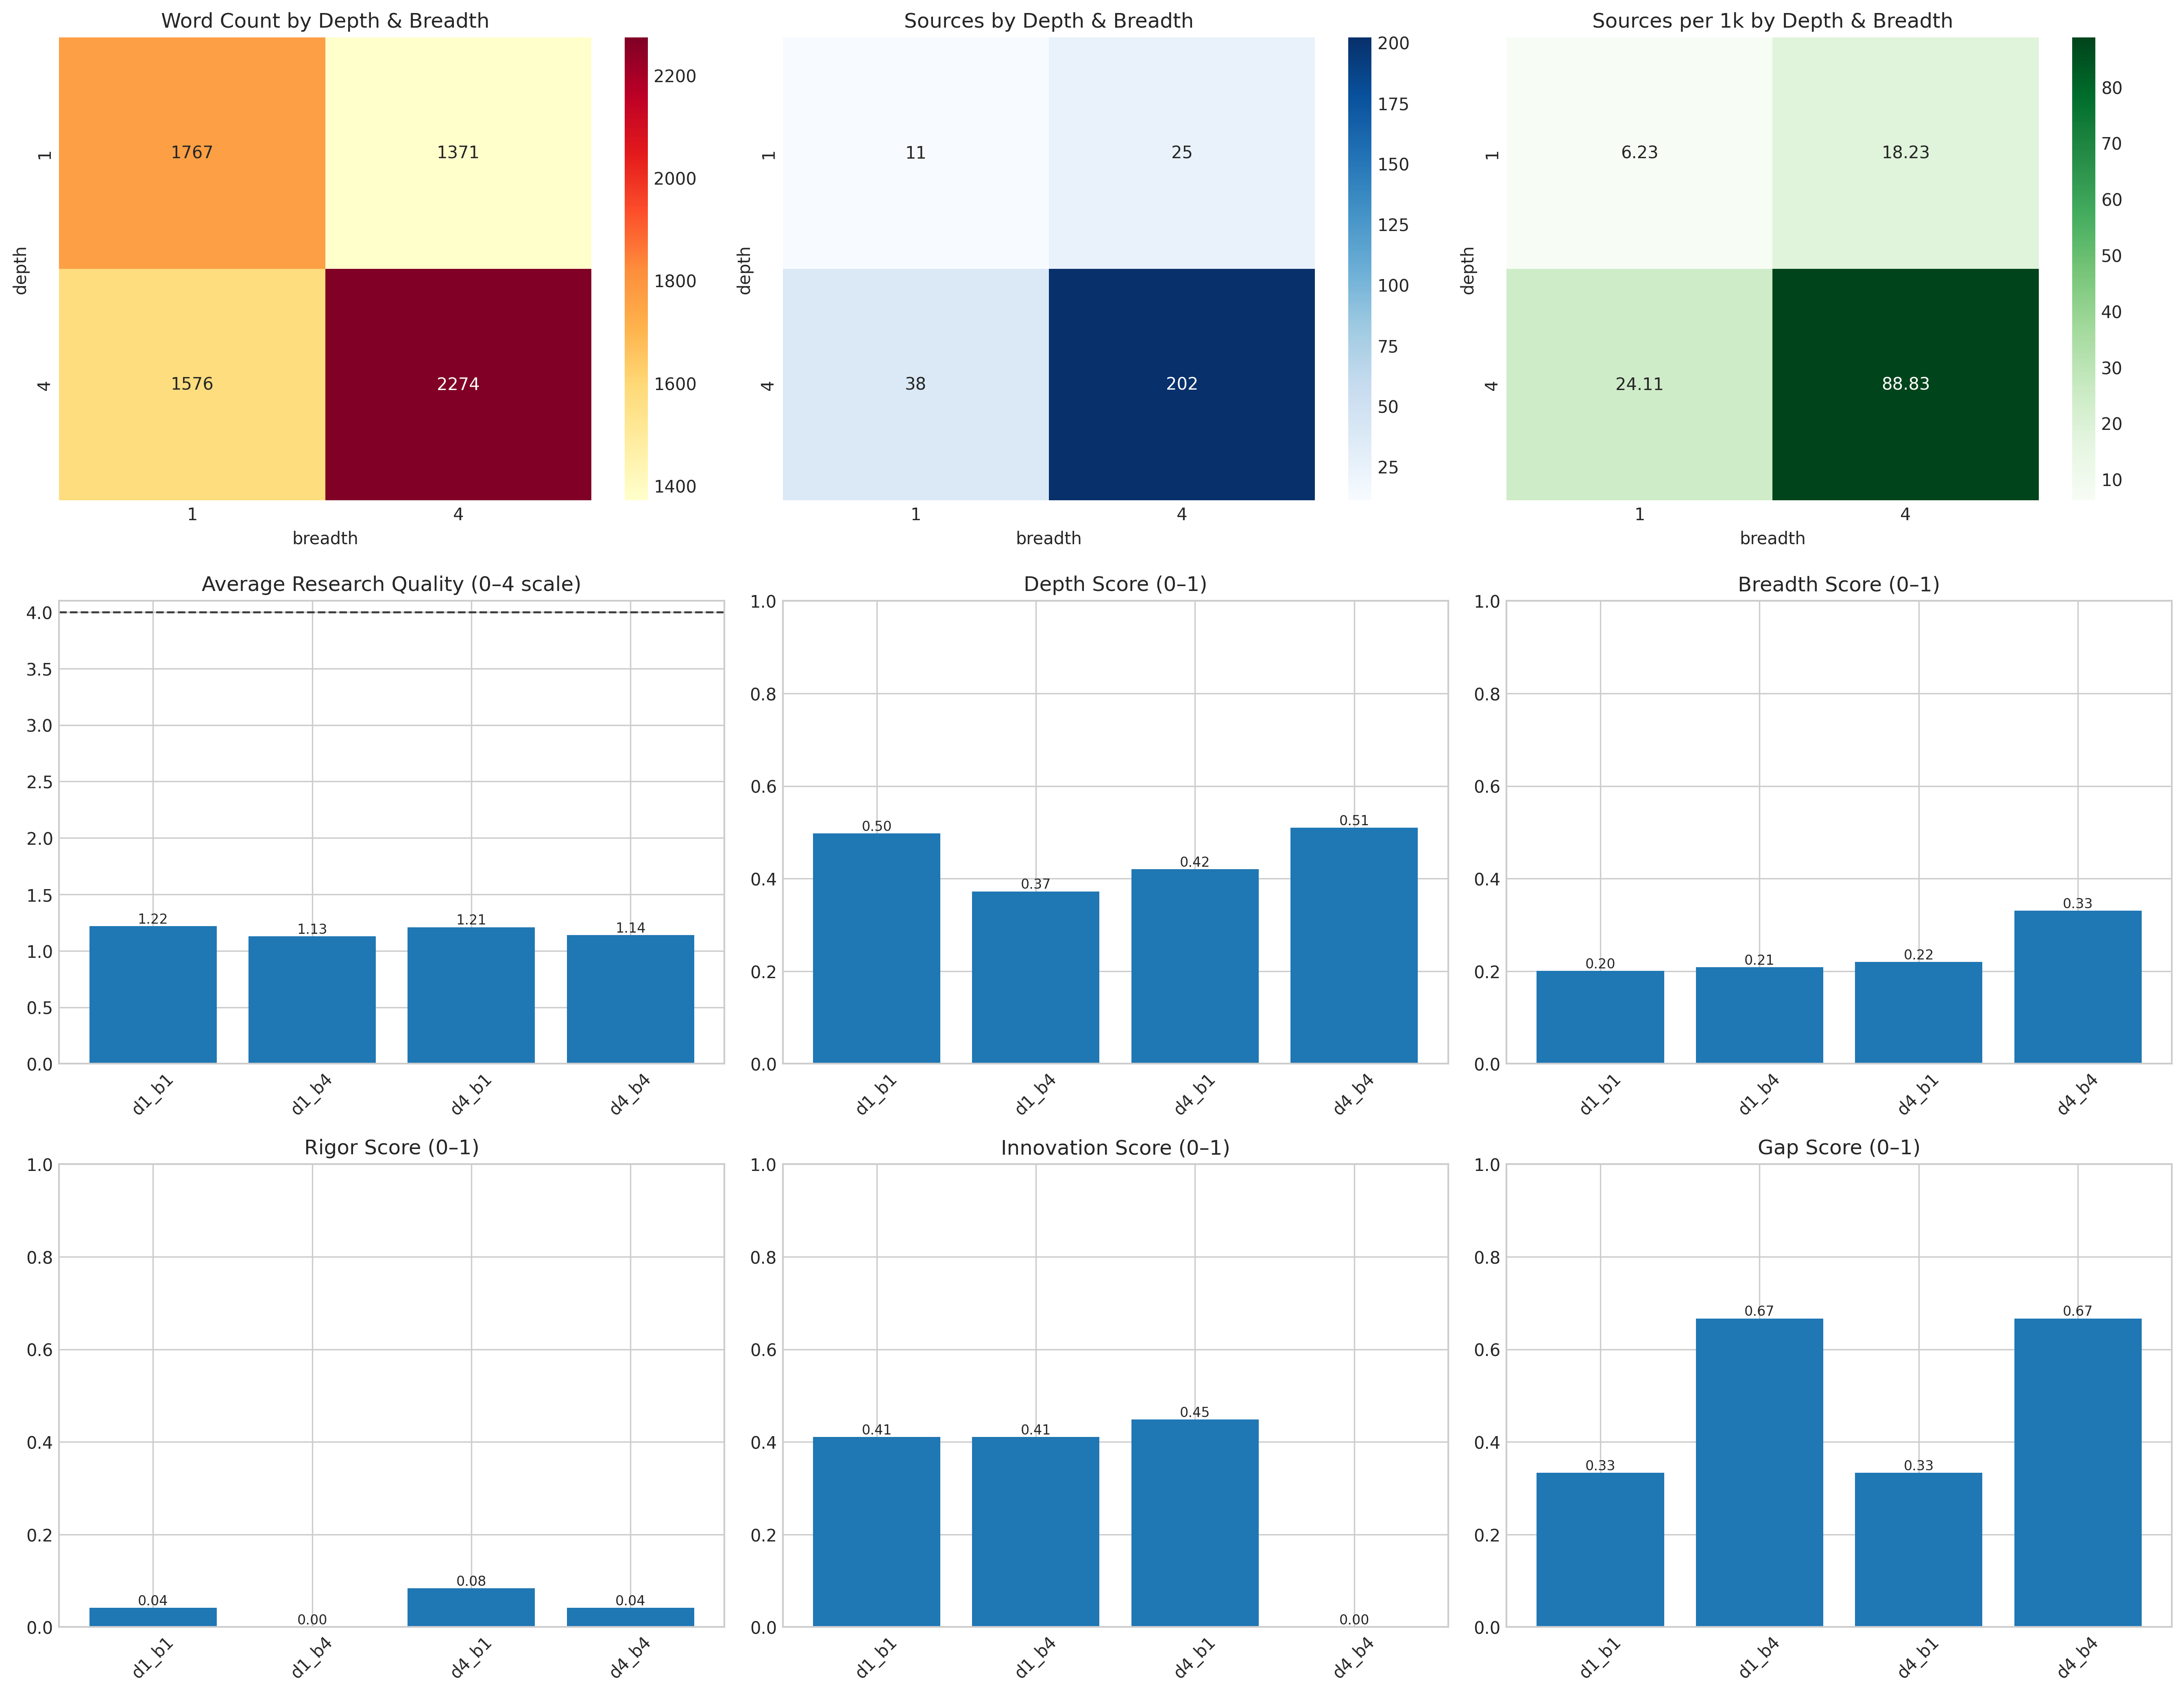 Word Count by Depth & Breadth
1767 1371
1576 2274
2200
2000
1800
1600
1400
1
4
depth
1 4
breadth
Sources by Depth & Breadth
11 25
38 202
200
175
150
125
100
75
50
25
1
4
depth
1 4
breadth
Sources per 1k by Depth & Breadth
6.23 18.23
24.11 88.83
80
70
60
50
40
30
20
10
1
4
depth
1 4
breadth
Average Research Quality (0–4 scale)
4.0
3.5
3.0
2.5
2.0
1.5
1.0
0.5
0.0
1.22 1.13 1.21 1.14
d1_b1 d1_b4 d4_b1 d4_b4
Depth Score (0–1)
1.0
0.8
0.6
0.4
0.2
0.0
0.50 0.37 0.42 0.51
d1_b1 d1_b4 d4_b1 d4_b4
Breadth Score (0–1)
1.0
0.8
0.6
0.4
0.2
0.0
0.20 0.21 0.22 0.33
d1_b1 d1_b4 d4_b1 d4_b4
Rigor Score (0–1)
1.0
0.8
0.6
0.4
0.2
0.0
0.04 0.00 0.08 0.04
d1_b1 d1_b4 d4_b1 d4_b4
Innovation Score (0–1)
1.0
0.8
0.6
0.4
0.2
0.0
0.41 0.41 0.45 0.00
d1_b1 d1_b4 d4_b1 d4_b4
Gap Score (0–1)
1.0
0.8
0.6
0.4
0.2
0.0
0.33 0.67 0.33 0.67
d1_b1 d1_b4 d4_b1 d4_b4